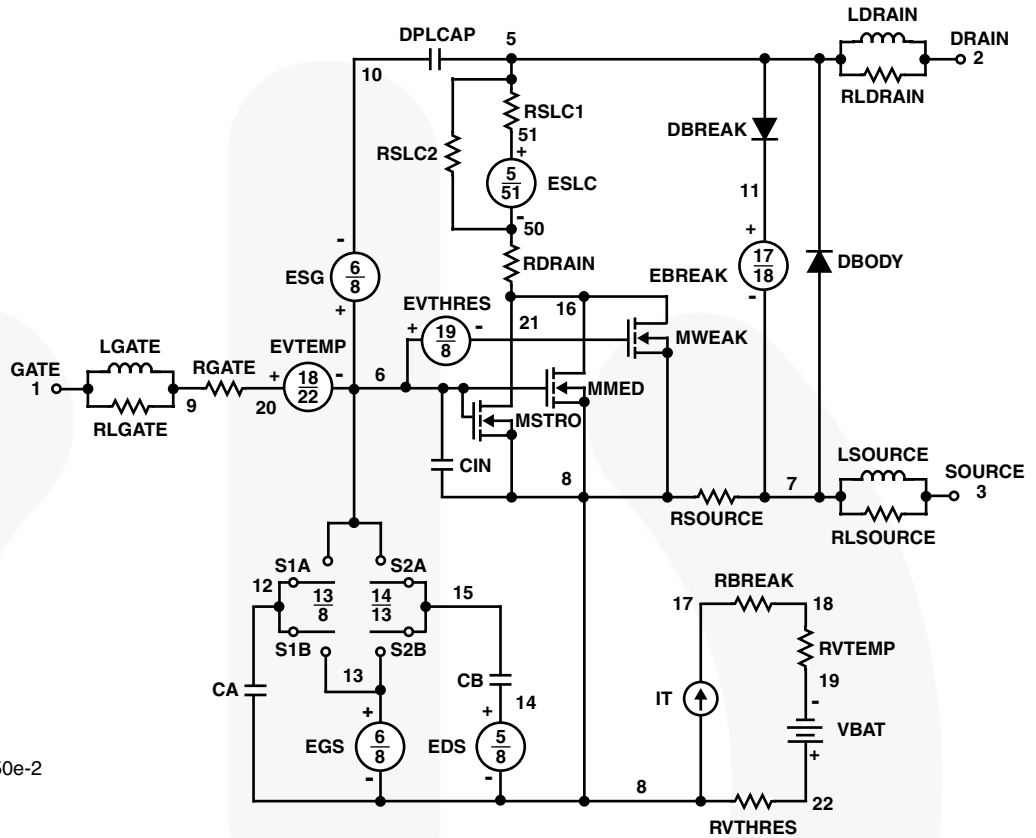 LDRAIN
DPLCAP
5
DRAIN
2
10
RLDRAIN
RSLC1
DBREAK
51
+
RSLC2
5
51
ESLC
11
-
50
-
+
ESG
6
8
RDRAIN
17
18
DBODY
EBREAK
+
EVTHRES
16
-
21
+
19
8
-
MWEAK
LGATE
EVTEMP
GATE
1
RGATE
+
18
22
-
6
MMED
9
20
MSTRO
RLGATE
CIN
LSOURCE
8
7
SOURCE
3
RSOURCE
RLSOURCE
S1A
S2A
12
13
8
14
13
15
RBREAK
17
18
S1B
S2B
RVTEMP
13
CB
19
CA
14
IT
-
+
+
VBAT
EGS
6
8
EDS
5
8
+
-
-
8
22
50e-2
RVTHRES